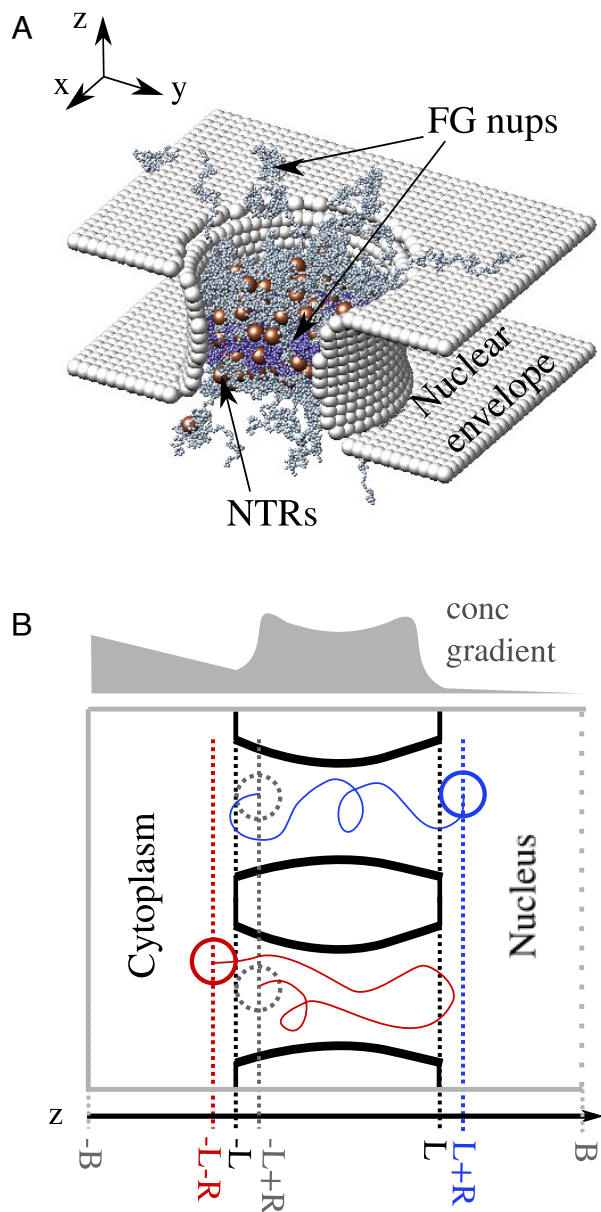 A
z
x
y
FG nups
Nuclear
envelope
NTRs
B
conc
gradient
Cytoplasm
Nucleus
z
-B
-L-R
-L
-L+R
L
L+R
B